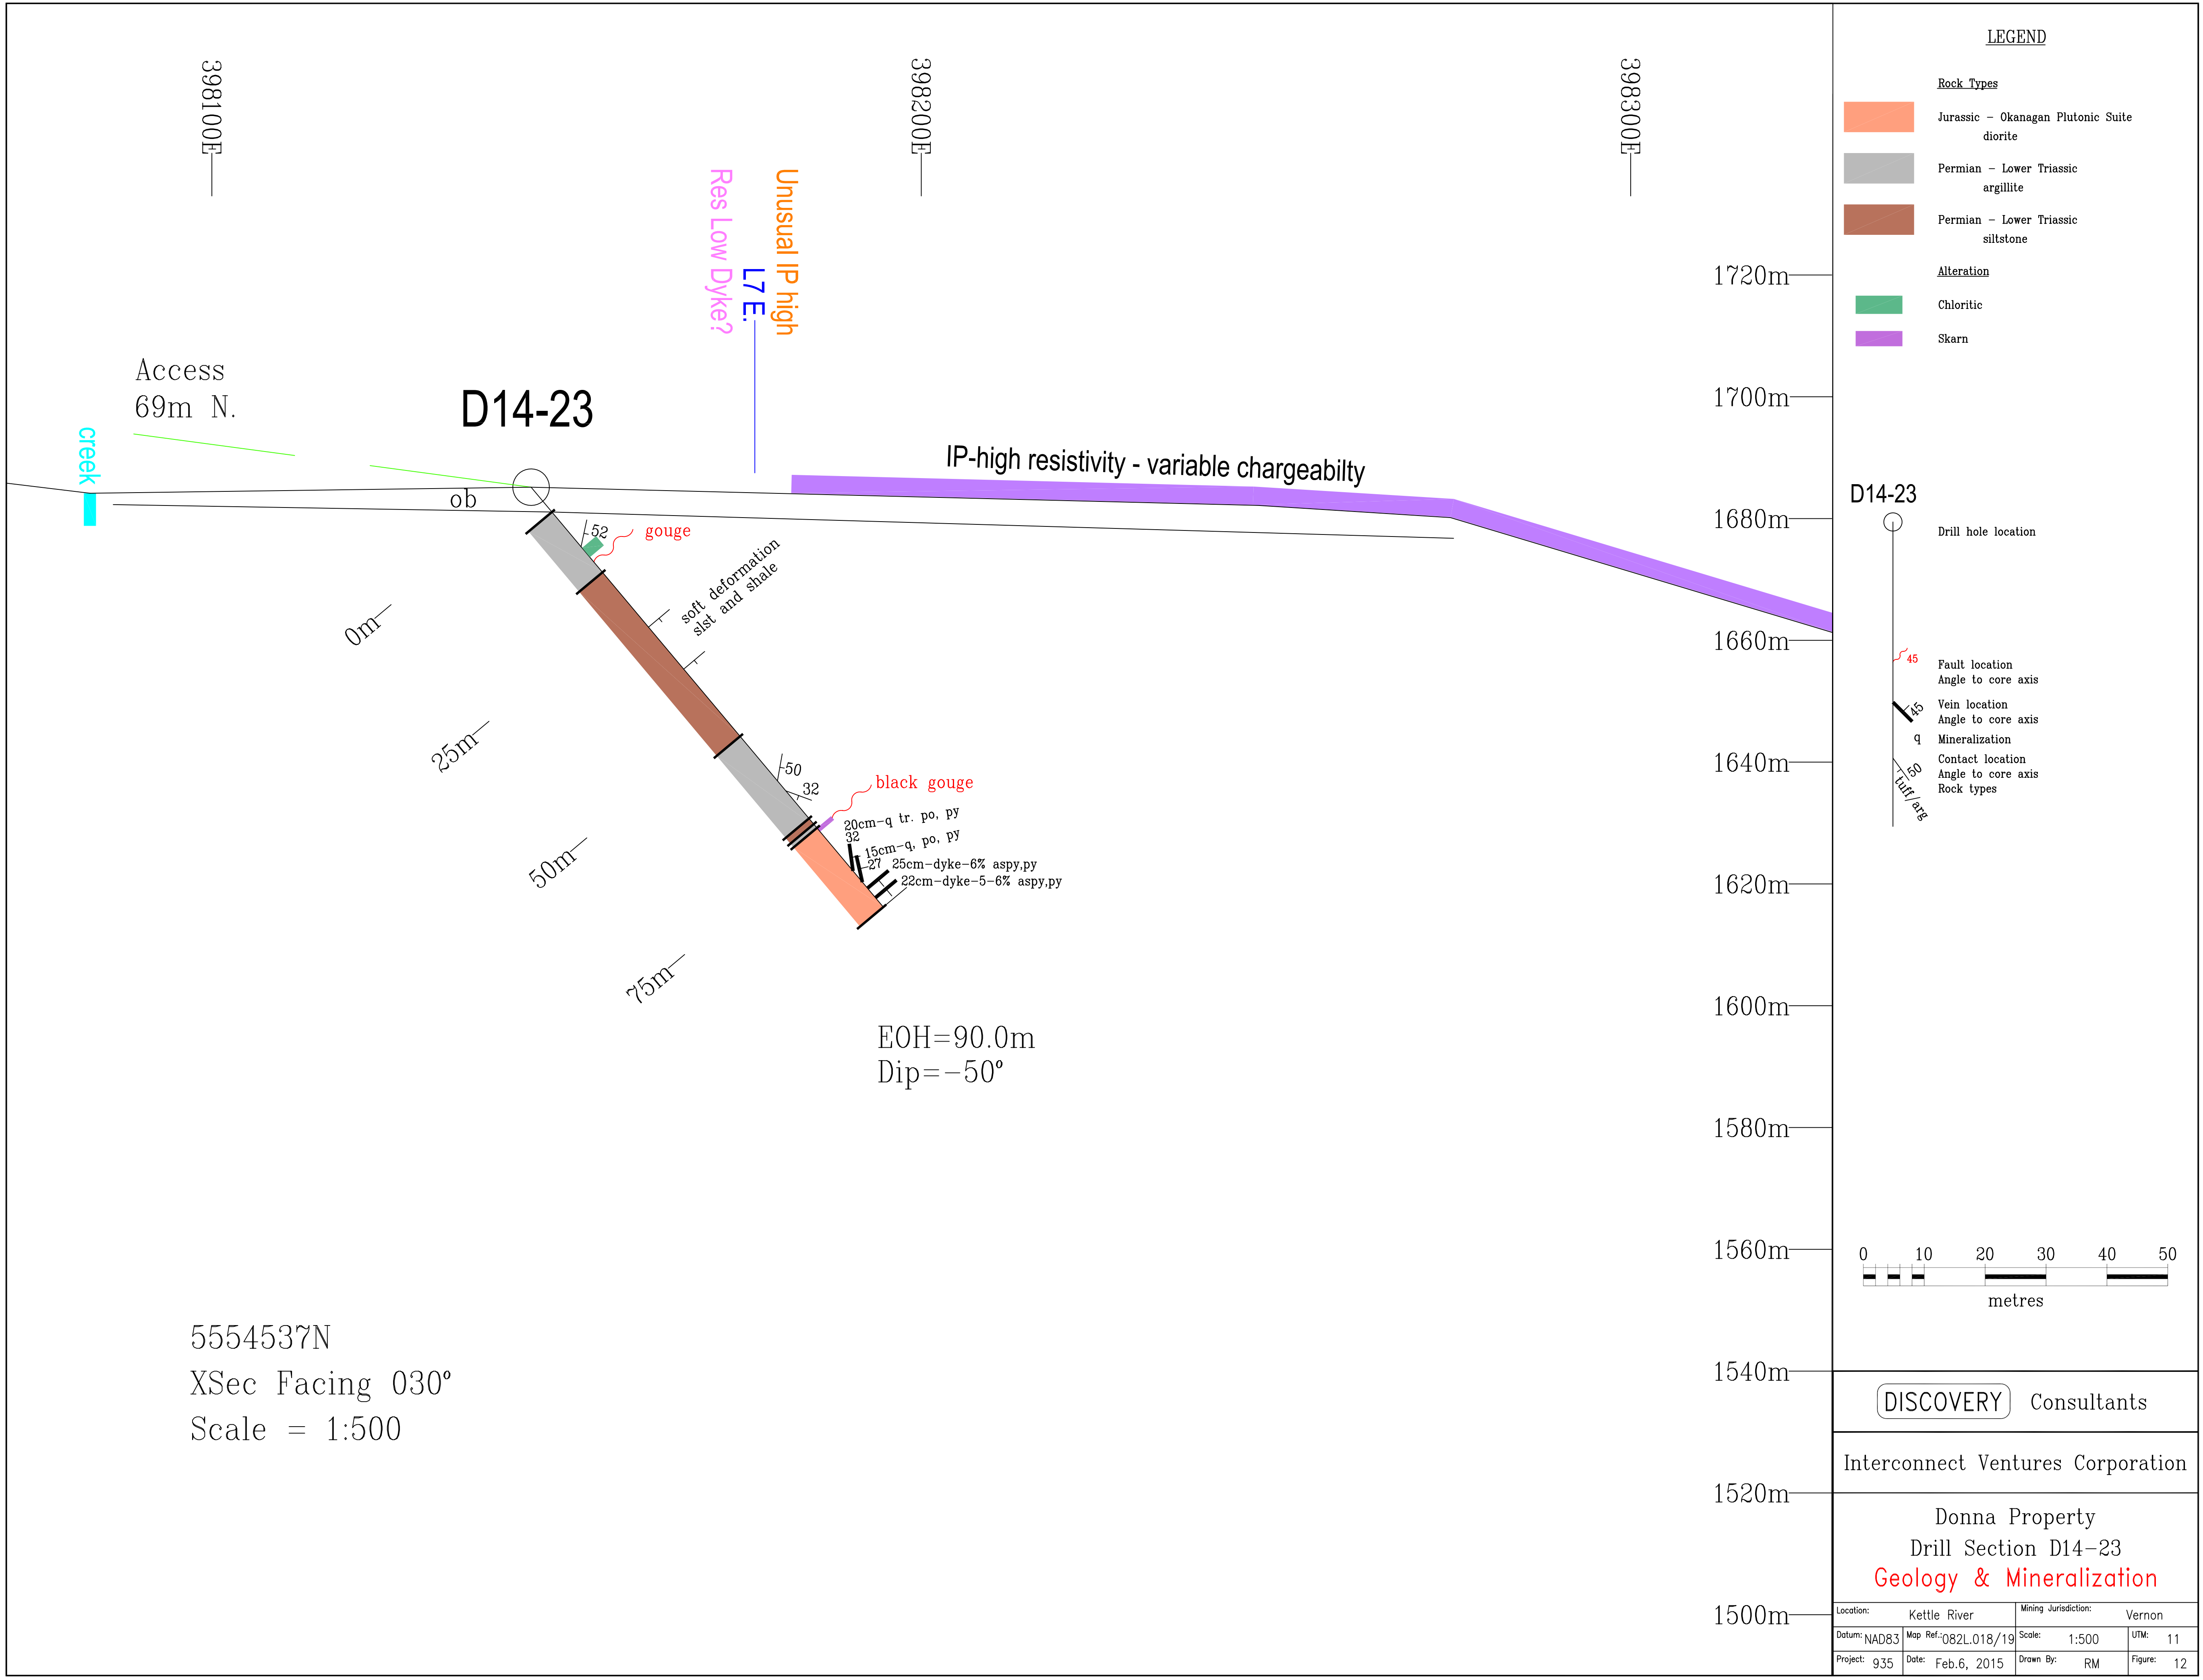 398100E
398200E
398300E
Res Low Dyke?
L7 E.
Unusual IP high
Access
69m N.
creek
D14-23
ob
IP-high resistivity - variable chargeabilty
52
gouge
soft deformation
slst and shale
0m
25m
50m
75m
50
32
black gouge
20cm-q tr. po, py
32
15cm-q, po, py
27
25cm-dyke-6% aspy,py
22cm-dyke-5-6% aspy,py
EOH=90.0m
Dip=-50°
5554537N
XSec Facing 030°
Scale = 1:500
1720m
1700m
1680m
1660m
1640m
1620m
1600m
1580m
1560m
1540m
1520m
1500m
LEGEND
Rock Types
Jurassic - Okanagan Plutonic Suite
diorite
Permian - Lower Triassic
argillite
Permian - Lower Triassic
siltstone
Alteration
Chloritic
Skarn
D14-23
Drill hole location
45
Fault location
Angle to core axis
45
Vein location
Angle to core axis
q
Mineralization
50
tuff/arg
Contact location
Angle to core axis
Rock types
0 10 20 30 40 50
metres
DISCOVERY Consultants
Interconnect Ventures Corporation
Donna Property
Drill Section D14-23
Geology & Mineralization
Location: Kettle River Mining Jurisdiction: Vernon
Datum: NAD83 Map Ref.: 082L.018/19 Scale: 1:500 UTM: 11
Project: 935 Date: Feb.6, 2015 Drawn By: RM Figure: 12